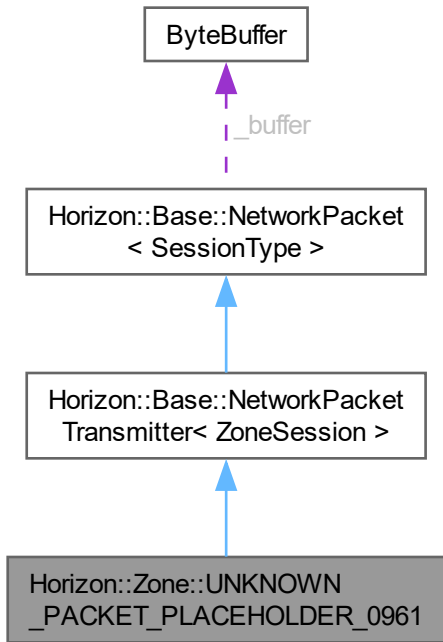 ByteBuffer
_buffer
Horizon::Base::NetworkPacket
< SessionType >
Horizon::Base::NetworkPacket
Transmitter< ZoneSession >
Horizon::Zone::UNKNOWN
_PACKET_PLACEHOLDER_0961